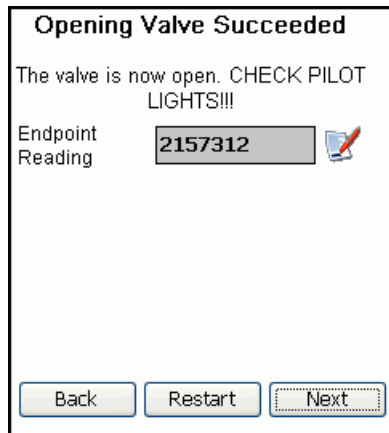 Opening Valve Succeeded
The valve is now open. CHECK PILOT
LIGHTS!!!
Endpoint
Reading
2157312
Back Restart Next